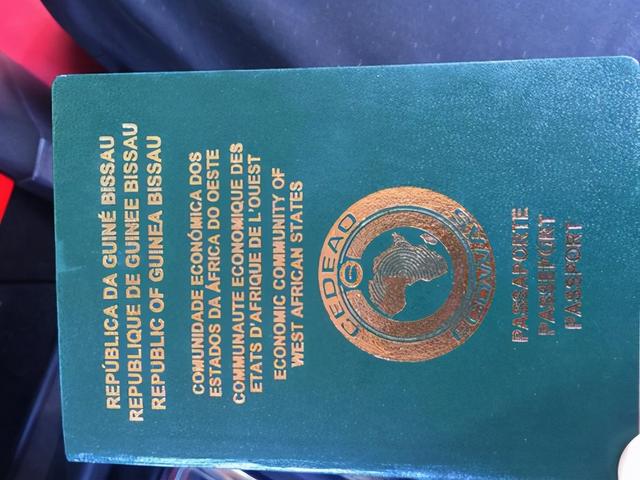 REPÚBLICA DA GUINÉ BISSAU
REPUBLIQUE DE GUINEE BISSAU
REPUBLIC OF GUINEA BISSAU
COMUNIDADE ECONÓMICA DOS
ESTADOS DA ÁFRICA DO OESTE
COMMUNAUTE ECONOMIQUE DES
ETATS D'AFRIQUE DE L'OUEST
ECONOMIC COMMUNITY OF
WEST AFRICAN STATES
CEDEAO
ECOWAS
PASSAPORTE
PASSEPORT
PASSPORT